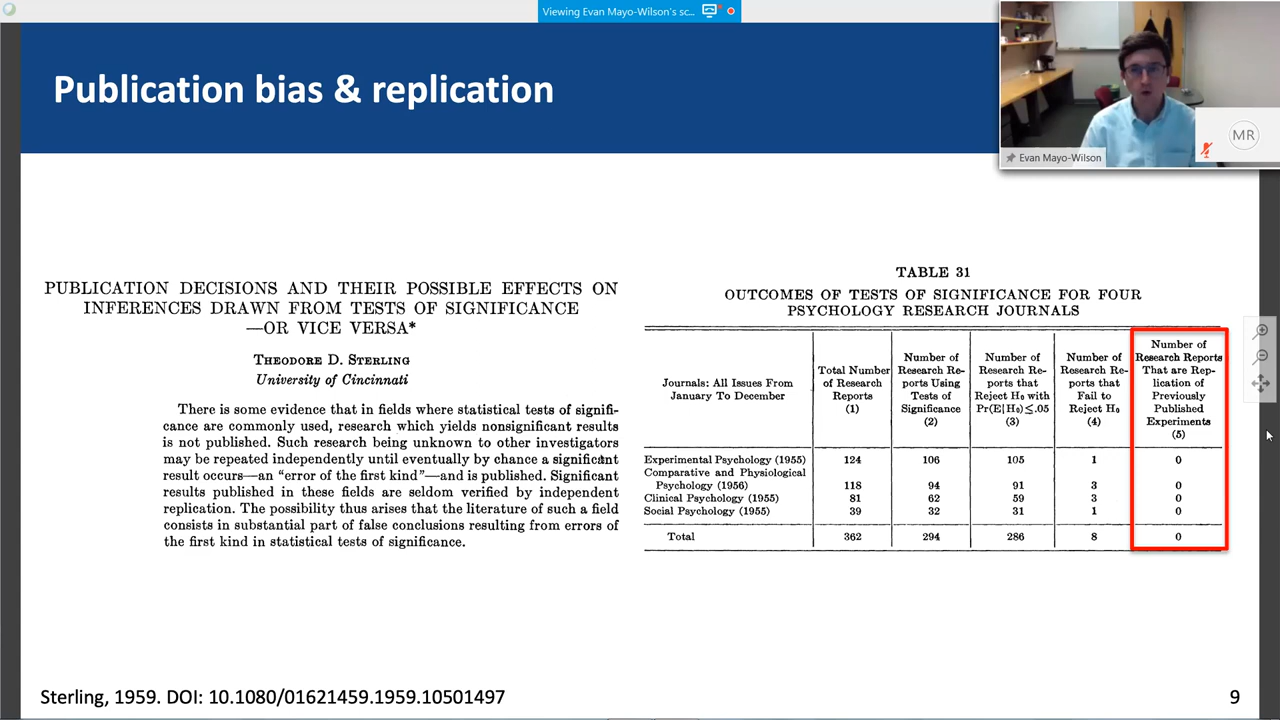 Viewing Evan Mayo-Wilson's sc...
Publication bias & replication
MR
Evan Mayo-Wilson
PUBLICATION DECISIONS AND THEIR POSSIBLE EFFECTS ON
INFERENCES DRAWN FROM TESTS OF SIGNIFICANCE
—OR VICE VERSA*
THEODORE D. STERLING
University of Cincinnati
There is some evidence that in fields where statistical tests of signifi-
cance are commonly used, research which yields nonsignificant results
is not published. Such research being unknown to other investigators
may be repeated independently until eventually by chance a significant
result occurs—an “error of the first kind”—and is published. Significant
results published in these fields are seldom verified by independent
replication. The possibility thus arises that the literature of such a field
consists in substantial part of false conclusions resulting from errors of
the first kind in statistical tests of significance.
TABLE 31
OUTCOMES OF TESTS OF SIGNIFICANCE FOR FOUR
PSYCHOLOGY RESEARCH JOURNALS
Journals: All Issues From
January To December
Total Number
of Research
Reports
(1)
Number of
Research Re-
ports Using
Tests of
Significance
(2)
Number of
Research Re-
ports that
Reject H₀ with
Pr(E|H₀)≤.05
(3)
Number of
Research Re-
ports that
Fail to
Reject H₀
(4)
Number of
Research Reports
That are Rep-
lication of
Previously
Published
Experiments
(5)
Experimental Psychology (1955) 124 106 105 1 0
Comparative and Physiological
Psychology (1956) 118 94 91 3 0
Clinical Psychology (1955) 81 62 59 3 0
Social Psychology (1955) 39 32 31 1 0
Total 362 294 286 8 0
Sterling, 1959. DOI: 10.1080/01621459.1959.10501497
9